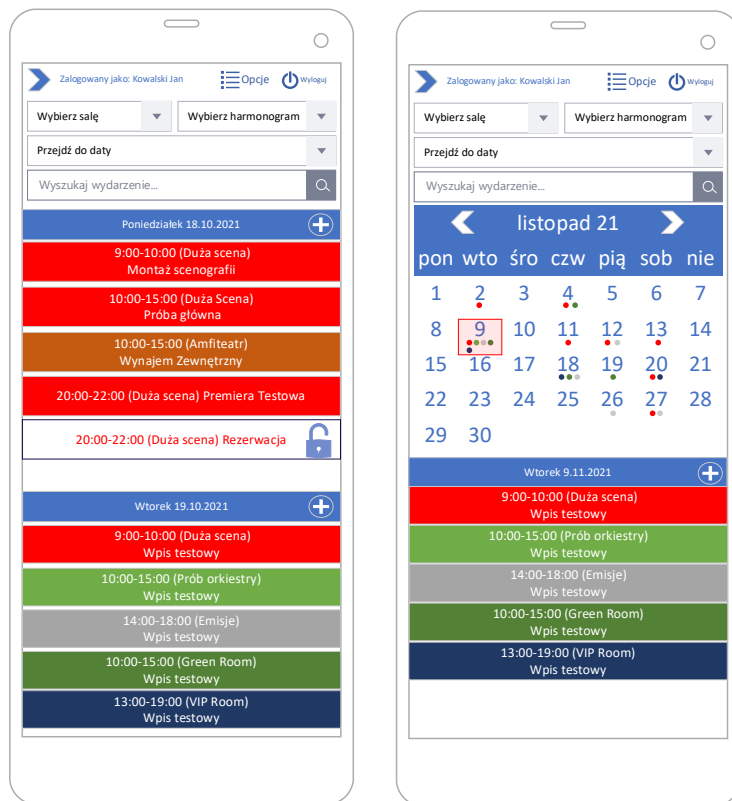 Zalogowany jako: Kowalski Jan
Opcje
Wyloguj
Wybierz salę
Wybierz harmonogram
Przejdź do daty
Wyszukaj wydarzenie...
Poniedziałek 18.10.2021
9:00-10:00 (Duża scena)
Montaż scenografii
10:00-15:00 (Duża Scena)
Próba główna
10:00-15:00 (Amfiteatr)
Wynajem Zewnętrzny
20:00-22:00 (Duża scena) Premiera Testowa
20:00-22:00 (Duża scena) Rezerwacja
Wtorek 19.10.2021
9:00-10:00 (Duża scena)
Wpis testowy
10:00-15:00 (Prób orkiestry)
Wpis testowy
14:00-18:00 (Emisje)
Wpis testowy
10:00-15:00 (Green Room)
Wpis testowy
13:00-19:00 (VIP Room)
Wpis testowy
Zalogowany jako: Kowalski Jan
Opcje
Wyloguj
Wybierz salę
Wybierz harmonogram
Przejdź do daty
Wyszukaj wydarzenie...
listopad 21
pon wto śro czw pią sob nie
1 2 3 4 5 6 7
8 9 10 11 12 13 14
15 16 17 18 19 20 21
22 23 24 25 26 27 28
29 30
Wtorek 9.11.2021
9:00-10:00 (Duża scena)
Wpis testowy
10:00-15:00 (Prób orkiestry)
Wpis testowy
14:00-18:00 (Emisje)
Wpis testowy
10:00-15:00 (Green Room)
Wpis testowy
13:00-19:00 (VIP Room)
Wpis testowy